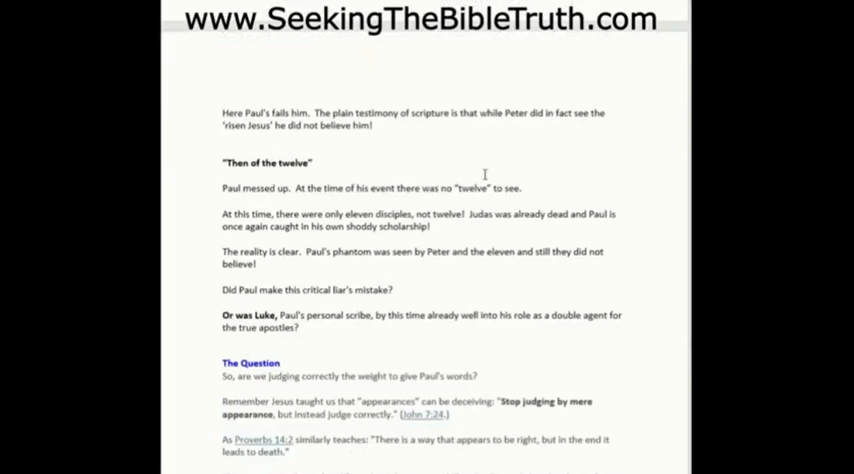 www.SeekingTheBibleTruth.com
Here Paul's fails him. The plain testimony of scripture is that while Peter did in fact see the
'risen Jesus' he did not believe him!
"Then of the twelve"
Paul messed up. At the time of his event there was no "twelve" to see.
At this time, there were only eleven disciples, not twelve! Judas was already dead and Paul is
once again caught in his own shoddy scholarship!
The reality is clear. Paul's phantom was seen by Peter and the eleven and still they did not
believe!
Did Paul make this critical liar's mistake?
Or was Luke, Paul's personal scribe, by this time already well into his role as a double agent for
the true apostles?
The Question
So, are we judging correctly the weight to give Paul's words?
Remember Jesus taught us that "appearances" can be deceiving: "Stop judging by mere
appearance, but instead judge correctly." (John 7:24.)
As Proverbs 14:2 similarly teaches: "There is a way that appears to be right, but in the end it
leads to death."